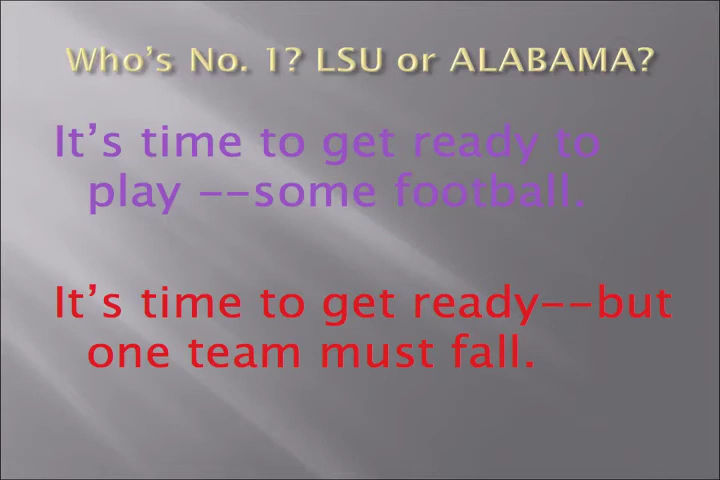 Who’s No. 1? LSU or ALABAMA?
It’s time to get ready to
play --some football.
It’s time to get ready--but
one team must fall.